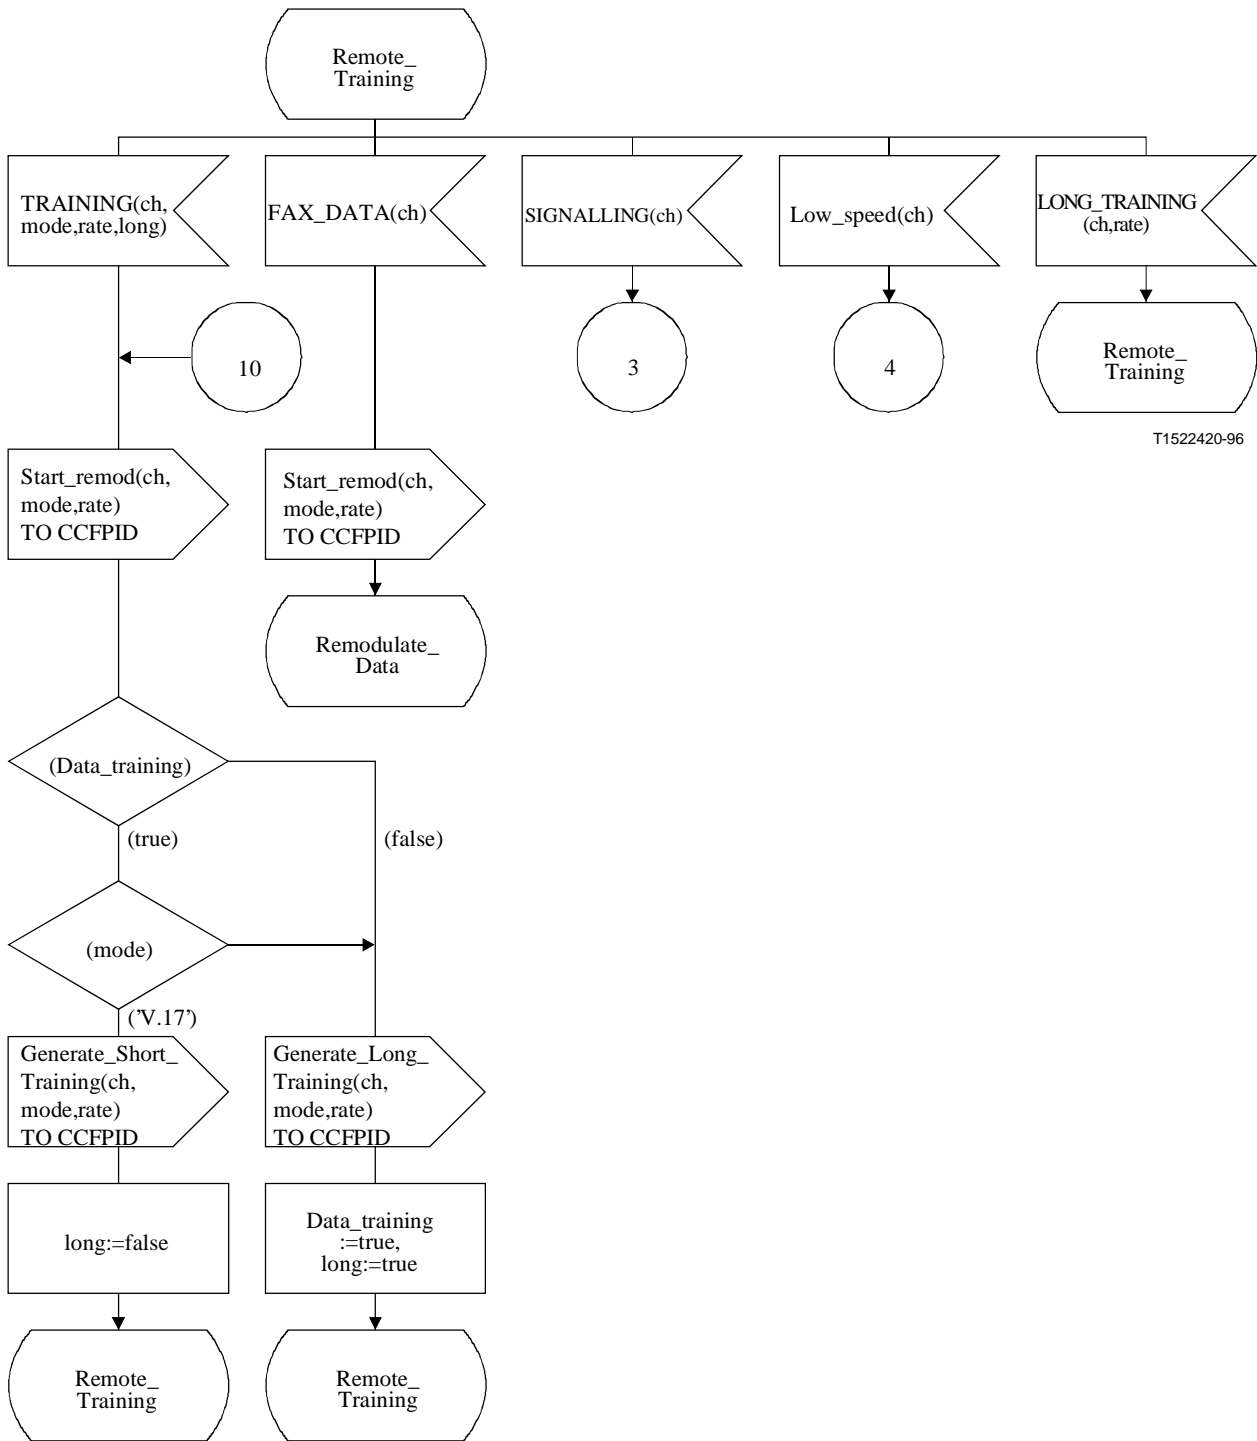 Remote_
Training
TRAINING(ch,
mode,rate,long)
FAX_DATA(ch)
SIGNALLING(ch)
Low_speed(ch)
LONG_TRAINING
(ch,rate)
10
3
4
Remote_
Training
T1522420-96
Start_remod(ch,
mode,rate)
TO CCFPID
Start_remod(ch,
mode,rate)
TO CCFPID
Remodulate_
Data
(Data_training)
(true)
(false)
(mode)
('V.17')
Generate_Short_
Training(ch,
mode,rate)
TO CCFPID
Generate_Long_
Training(ch,
mode,rate)
TO CCFPID
long:=false
Data_training
:=true,
long:=true
Remote_
Training
Remote_
Training